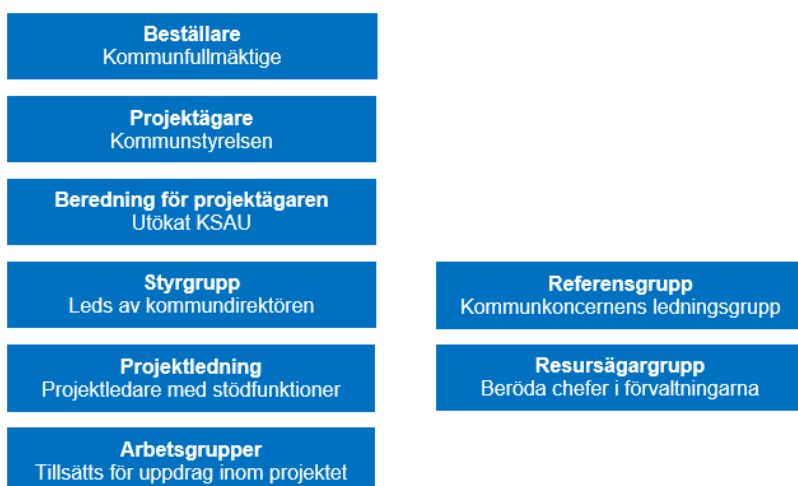 Beställare
Kommunfullmäktige
Projektägare
Kommunstyrelsen
Beredning för projektägaren
Utökat KSAU
Styrgrupp
Leds av kommundirektören
Referensgrupp
Kommunkoncernens ledningsgrupp
Projektledning
Projektledare med stödfunktioner
Resursägargrupp
Beröda chefer i förvaltningarna
Arbetsgrupper
Tillsätts för uppdrag inom projektet